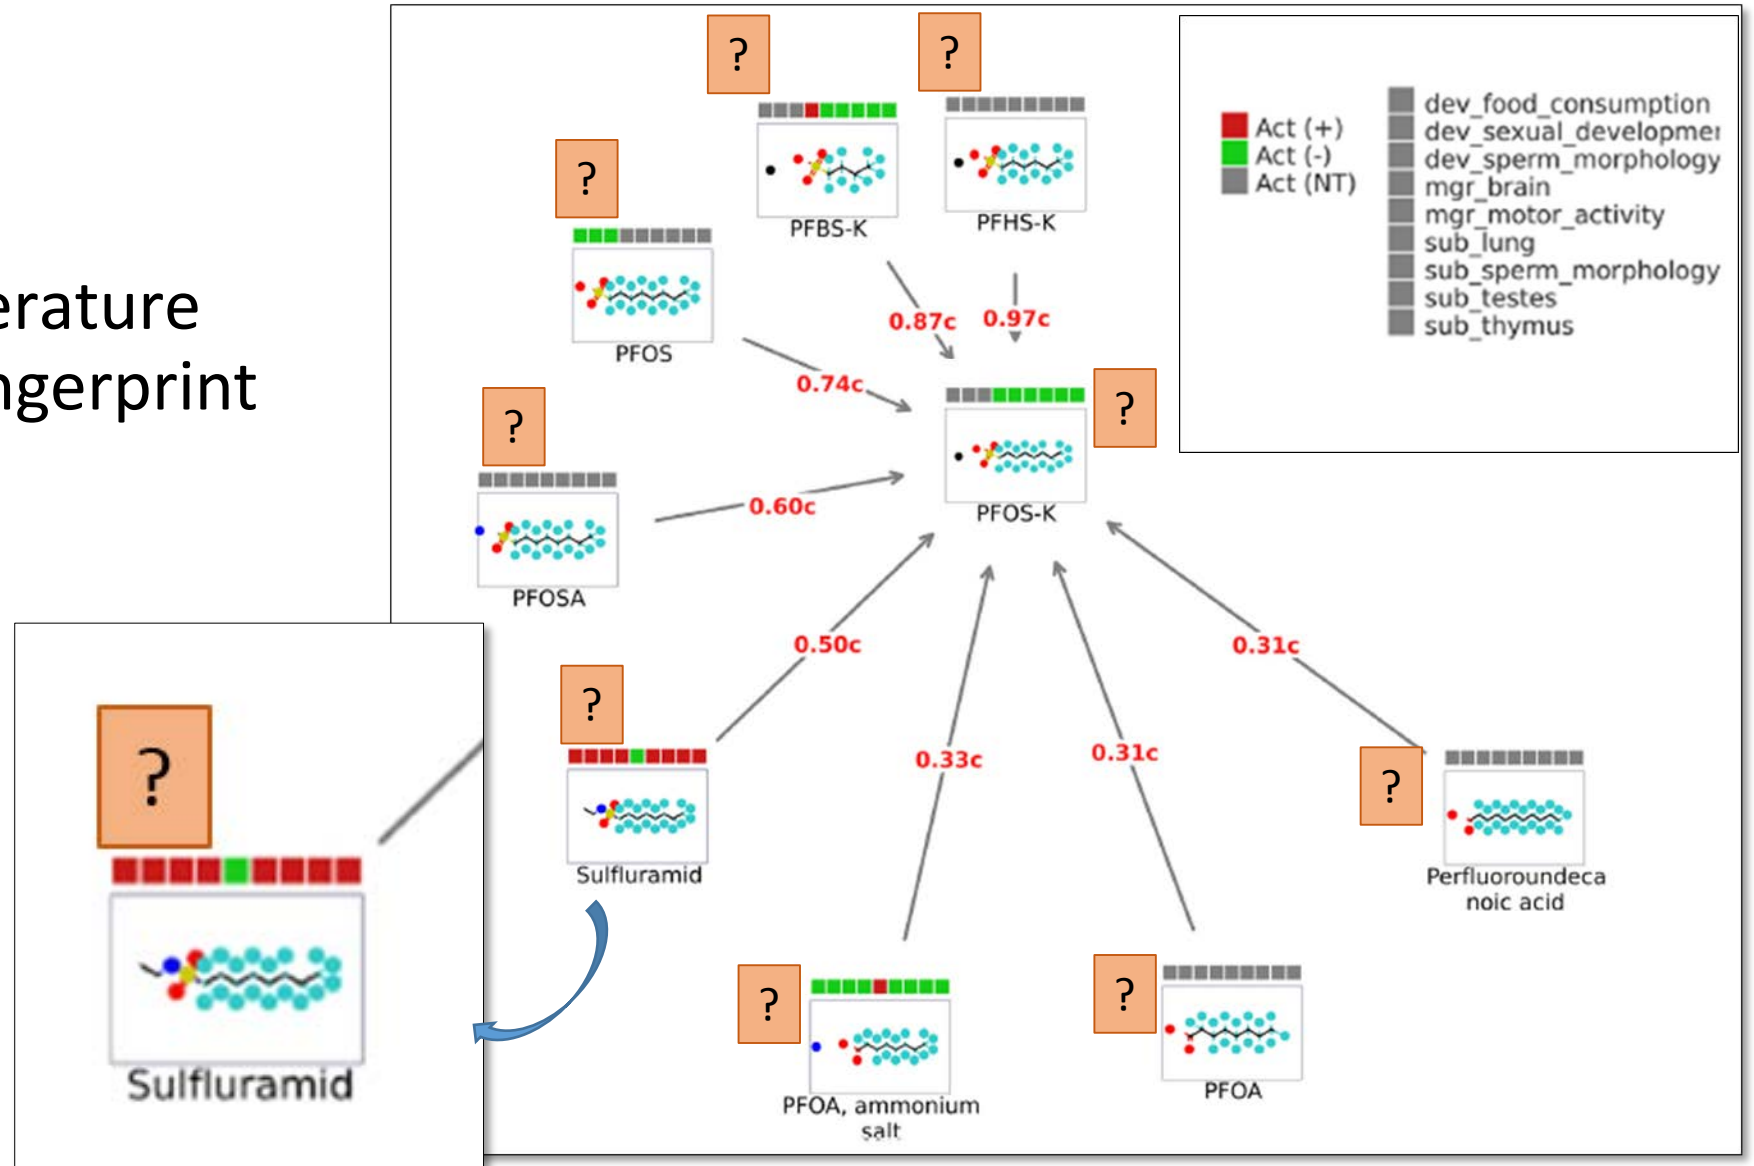 erature
ngerprint
?
?
?
?
?
?
?
?
?
?
PFBS-K
PFHS-K
PFOS
PFOSA
PFOS-K
Sulfluramid
PFOA, ammonium
salt
PFOA
Perfluoroundeca
noic acid
0.87c
0.97c
0.74c
0.60c
0.50c
0.33c
0.31c
0.31c
Act (+)
Act (-)
Act (NT)
dev_food_consumption
dev_sexual_developmer
dev_sperm_morphology
mgr_brain
mgr_motor_activity
sub_lung
sub_sperm_morphology
sub_testes
sub_thymus
Sulfluramid